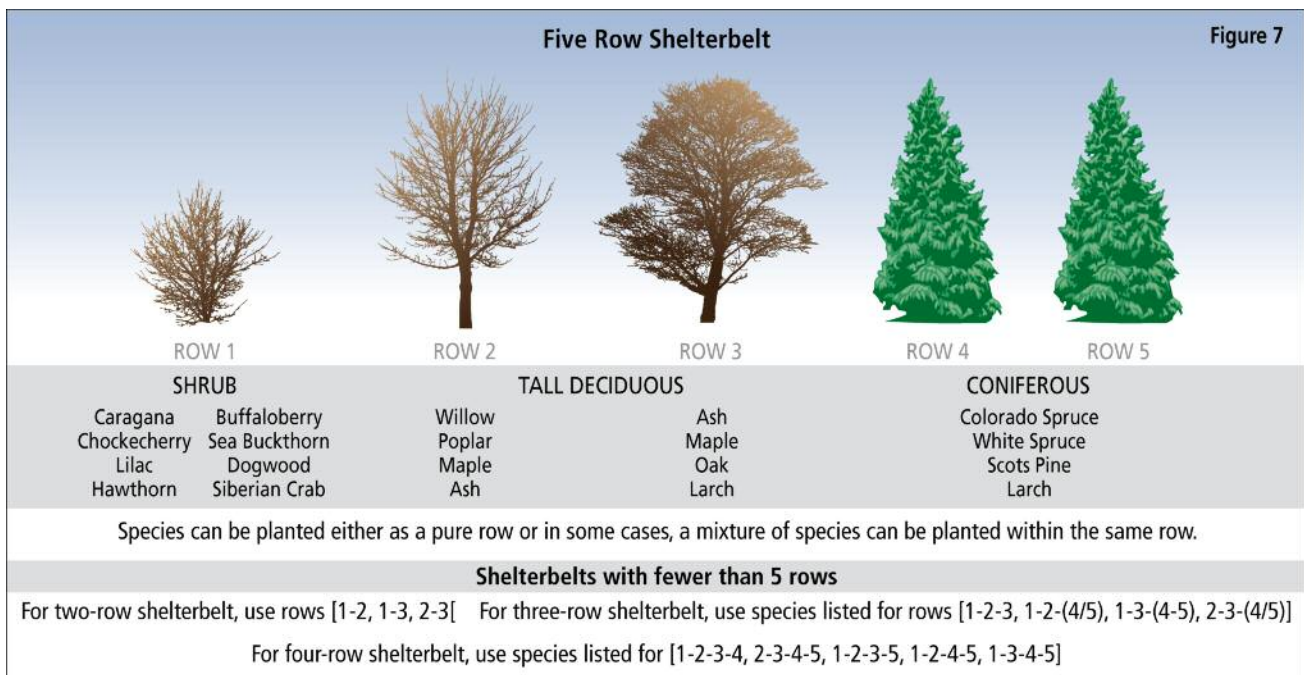 Five Row Shelterbelt
Figure 7
ROW 1
ROW 2
ROW 3
ROW 4
ROW 5
SHRUB
TALL DECIDUOUS
CONIFEROUS
Caragana Buffaloberry Willow Ash Colorado Spruce
Chockecherry Sea Buckthorn Poplar Maple White Spruce
Lilac Dogwood Maple Oak Scots Pine
Hawthorn Siberian Crab Ash Larch Larch
Species can be planted either as a pure row or in some cases, a mixture of species can be planted within the same row.
Shelterbelts with fewer than 5 rows
For two-row shelterbelt, use rows [1-2, 1-3, 2-3[ For three-row shelterbelt, use species listed for rows [1-2-3, 1-2-(4/5), 1-3-(4-5), 2-3-(4/5)]
For four-row shelterbelt, use species listed for [1-2-3-4, 2-3-4-5, 1-2-3-5, 1-2-4-5, 1-3-4-5]